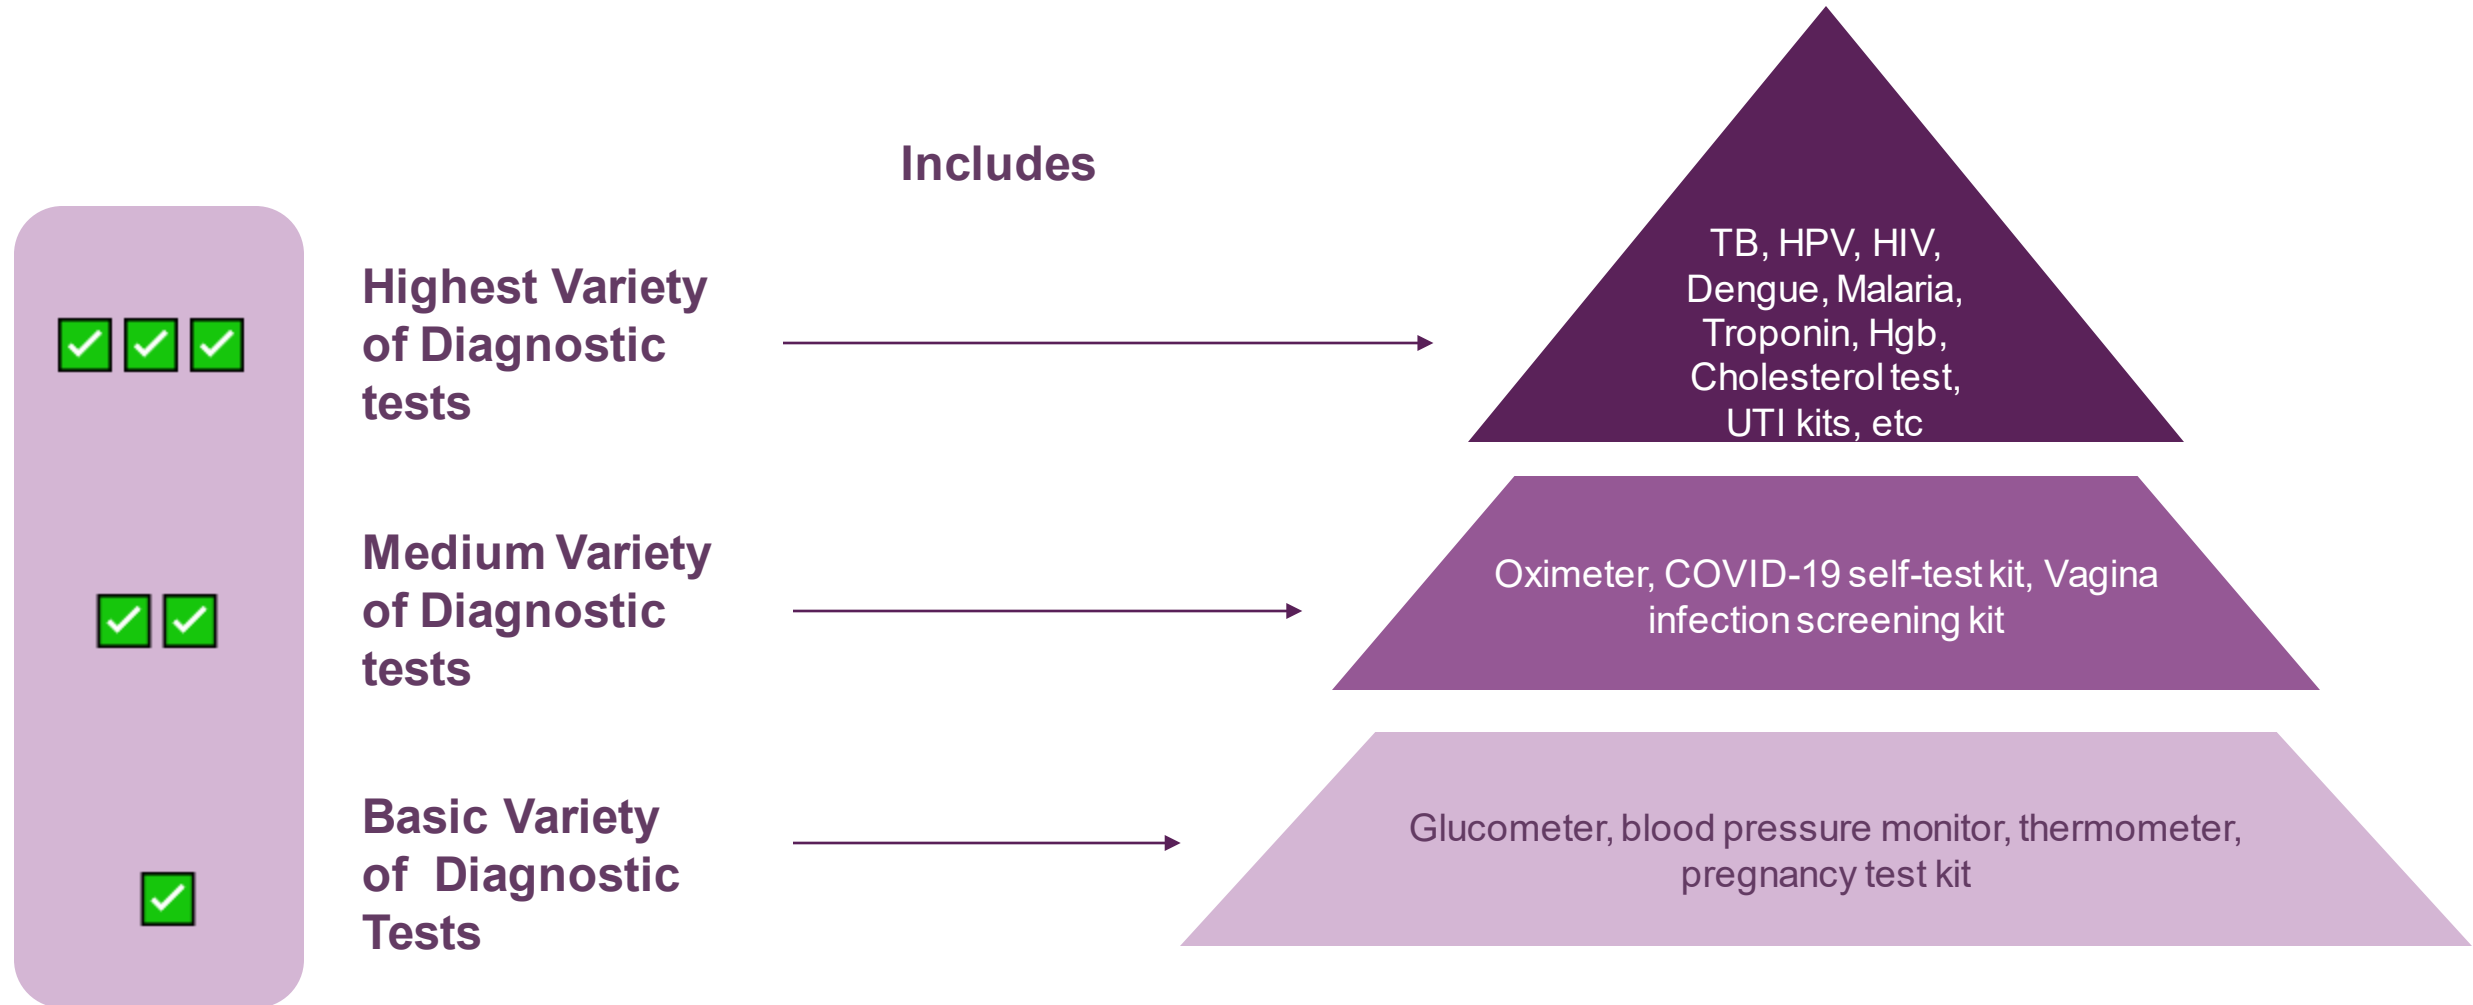 Includes
Highest Variety
of Diagnostic
tests
TB, HPV, HIV,
Dengue, Malaria,
Troponin, Hgb,
Cholesterol test,
UTI kits, etc
Medium Variety
of Diagnostic
tests
Oximeter, COVID-19 self-test kit, Vagina
infection screening kit
Basic Variety
of Diagnostic
Tests
Glucometer, blood pressure monitor, thermometer,
pregnancy test kit